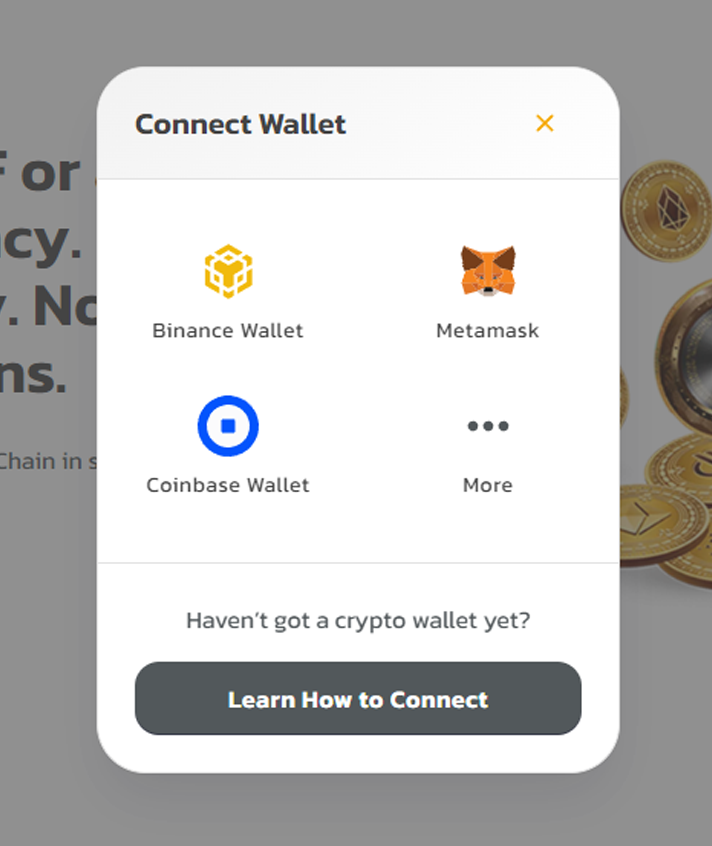 Connect Wallet
or
cy.
. No
ns.
Chain in s
Binance Wallet
Metamask
Coinbase Wallet
More
Haven't got a crypto wallet yet?
Learn How to Connect